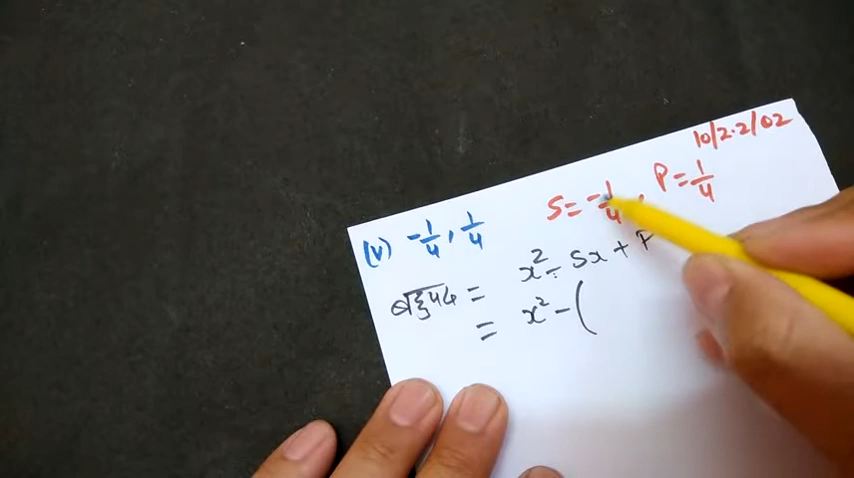 10/2.2/02
S = -1/4, P = 1/4
(v) -1/4, 1/4
बहुपद = x² - Sx + P
= x² - (